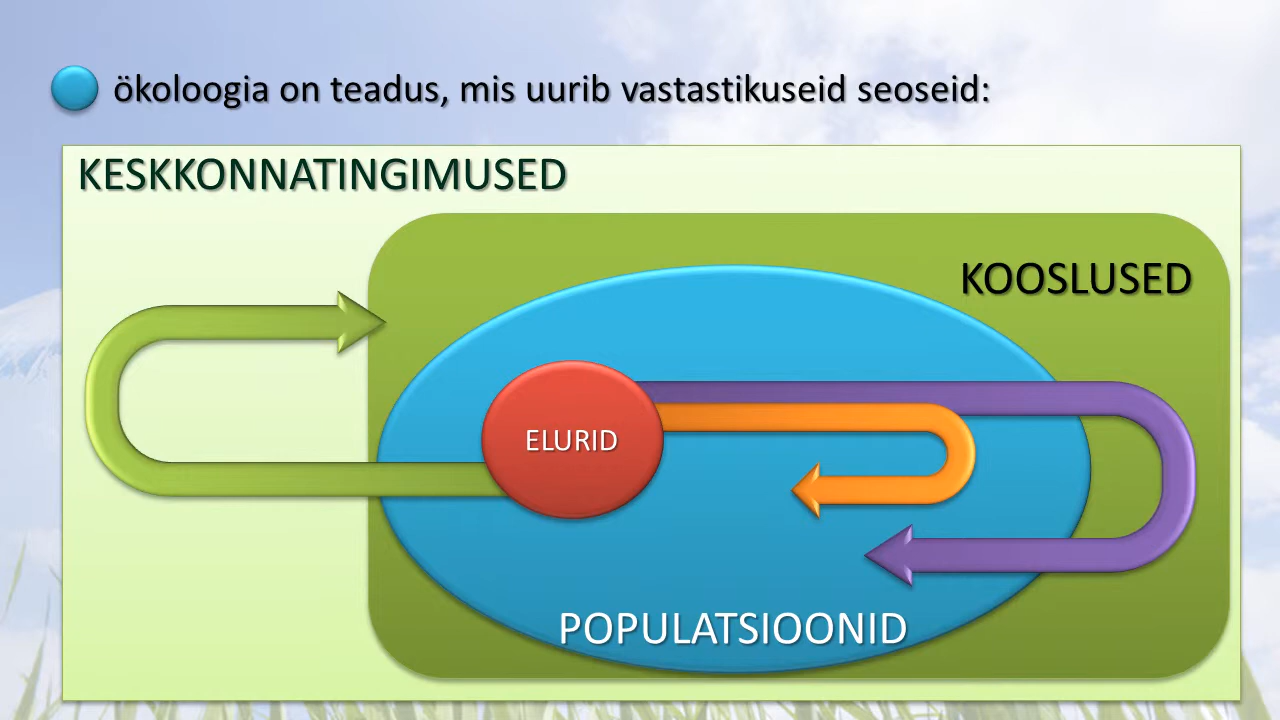 ökoloogia on teadus, mis uurib vastastikuseid seoseid:
KESKKONNATINGIMUSED
KOOSLUSED
ELURID
POPULATSIOONID